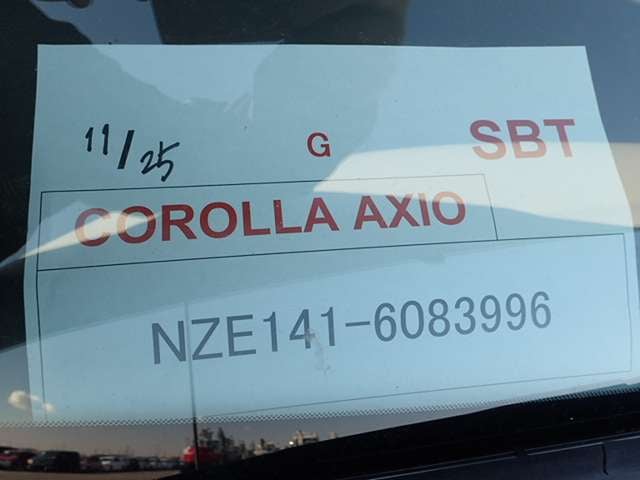 11/25 G SBT
COROLLA AXIO
NZE141-6083996